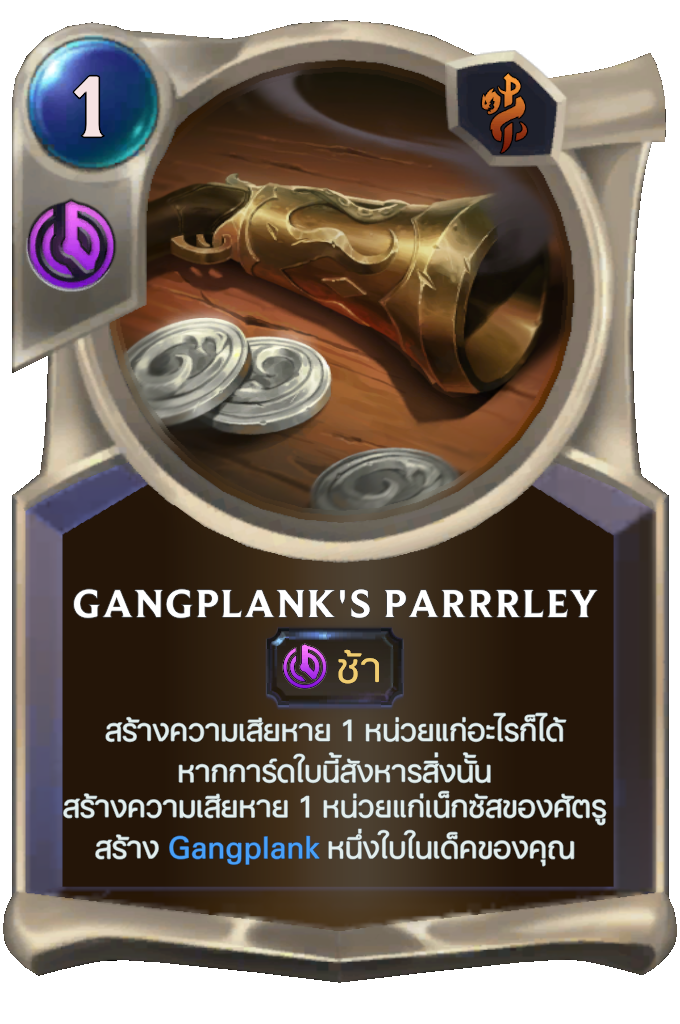 1
GANGPLANK'S PARRRLEY
ช้า
สร้างความเสียหาย 1 หน่วยแก่อะไรก็ได้
หากการ์ดใบนี้สังหารสิ่งนั้น
สร้างความเสียหาย 1 หน่วยแก่เน็กซัสของศัตรู
สร้าง Gangplank หนึ่งใบในเด็คของคุณ